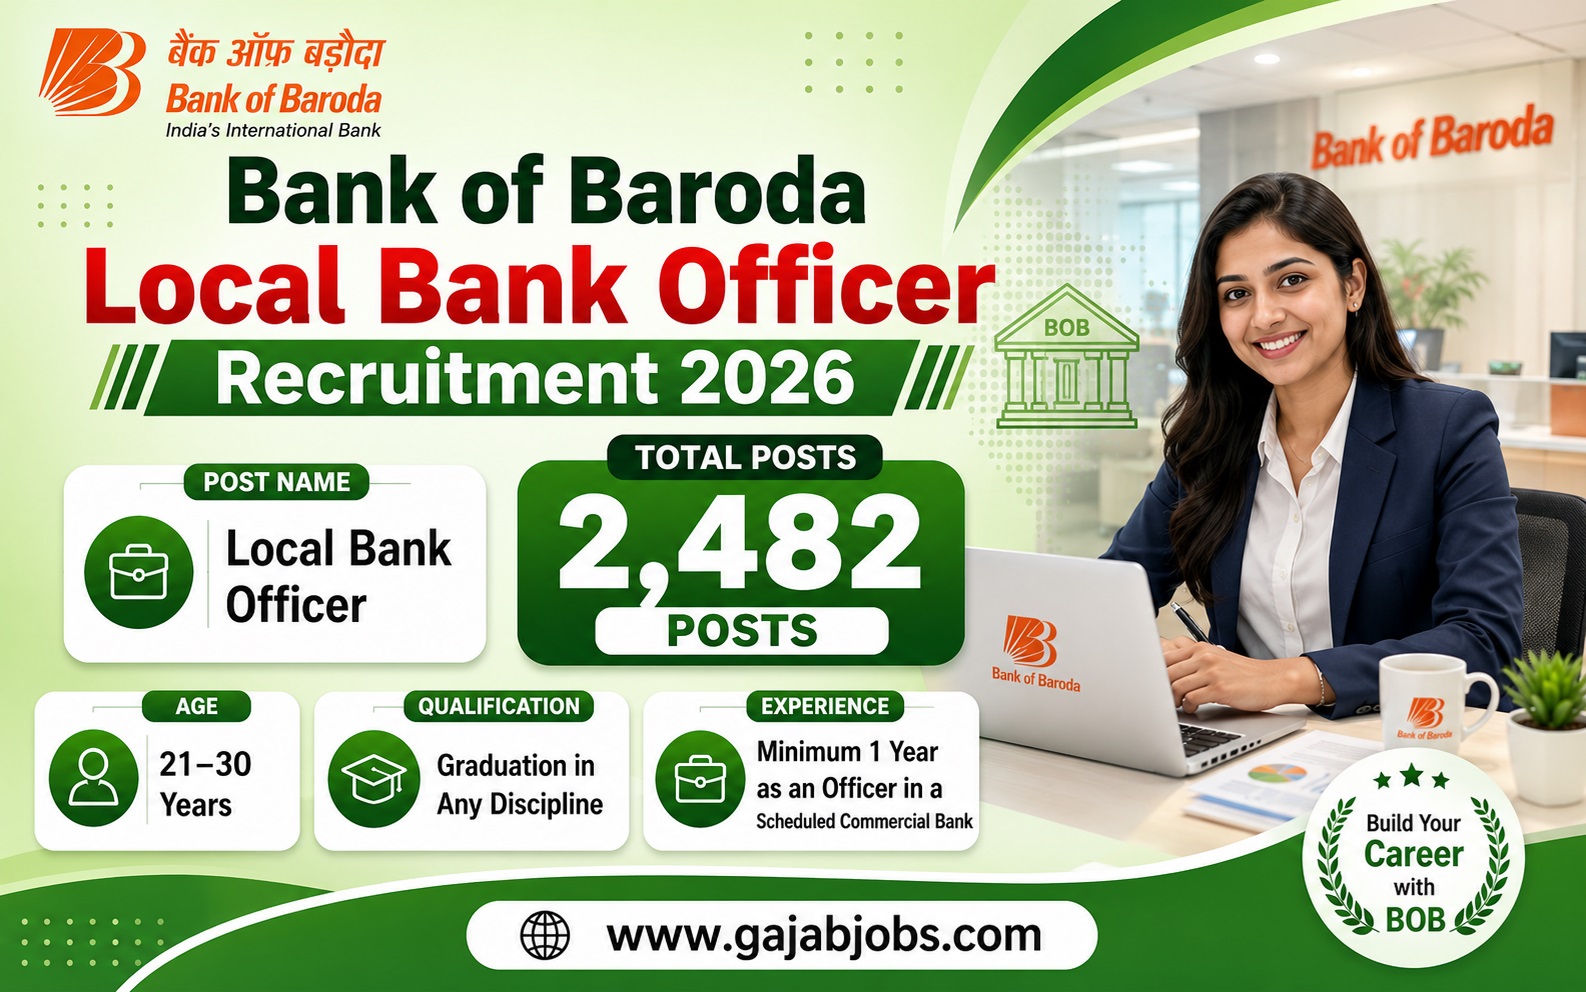 बैंक ऑफ़ बड़ौदा
Bank of Baroda
India's International Bank
Bank of Baroda
Local Bank Officer
Recruitment 2026
BOB
Bank of Baroda
POST NAME
Local Bank
Officer
TOTAL POSTS
2,482
POSTS
AGE
21–30
Years
QUALIFICATION
Graduation in
Any Discipline
EXPERIENCE
Minimum 1 Year
as an Officer in a
Scheduled Commercial Bank
Bank of Baroda
Bank of Baroda
Build Your
Career
with
BOB
www.gajabjobs.com